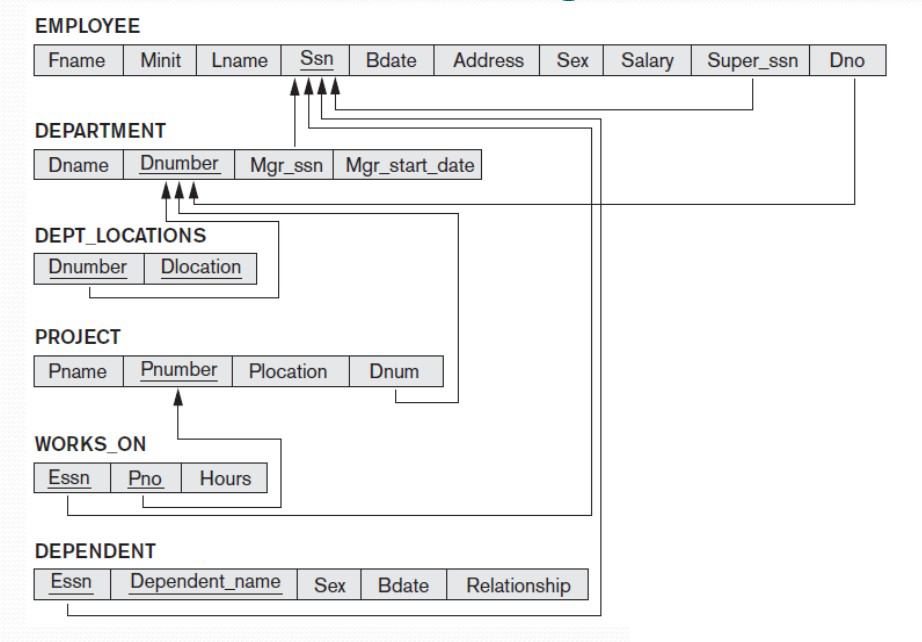 EMPLOYEE
Fname Minit Lname Ssn Bdate Address Sex Salary Super_ssn Dno
DEPARTMENT
Dname Dnumber Mgr_ssn Mgr_start_date
DEPT_LOCATIONS
Dnumber Dlocation
PROJECT
Pname Pnumber Plocation Dnum
WORKS_ON
Essn Pno Hours
DEPENDENT
Essn Dependent_name Sex Bdate Relationship